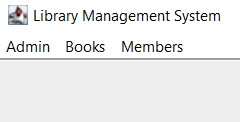 Library Management System
Admin Books Members